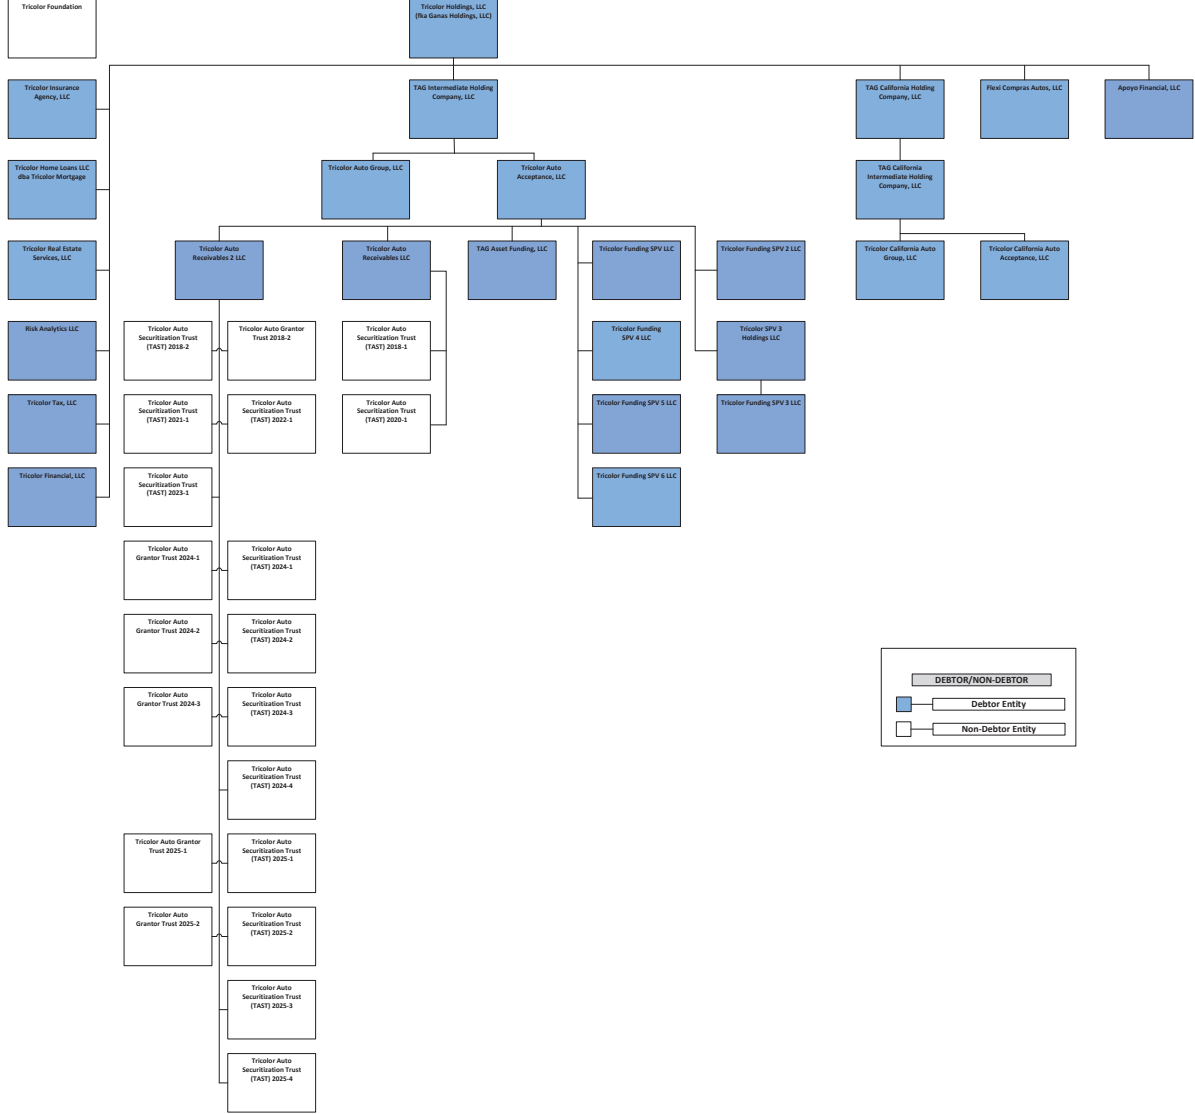 Tricolor Foundation
Tricolor Holdings, LLC
(fka Ganas Holdings, LLC)
Tricolor Insurance
Agency, LLC
TAG Intermediate Holding
Company, LLC
TAG California Holding
Company, LLC
Flexi Compras Autos, LLC
Apoyo Financial, LLC
Tricolor Home Loans LLC
dba Tricolor Mortgage
Tricolor Auto Group, LLC
Tricolor Auto
Acceptance, LLC
TAG California
Intermediate Holding
Company, LLC
Tricolor Real Estate
Services, LLC
Tricolor Auto
Receivables 2 LLC
Tricolor Auto
Receivables LLC
TAG Asset Funding, LLC
Tricolor Funding SPV LLC
Tricolor Funding SPV 2 LLC
Tricolor California Auto
Group, LLC
Tricolor California Auto
Acceptance, LLC
Risk Analytics LLC
Tricolor Auto
Securitization Trust
(TAST) 2018-2
Tricolor Auto Grantor
Trust 2018-2
Tricolor Auto
Securitization Trust
(TAST) 2018-1
Tricolor Funding
SPV 4 LLC
Tricolor SPV 3
Holdings LLC
Tricolor Tax, LLC
Tricolor Auto
Securitization Trust
(TAST) 2021-1
Tricolor Auto
Securitization Trust
(TAST) 2022-1
Tricolor Auto
Securitization Trust
(TAST) 2020-1
Tricolor Funding SPV 5 LLC
Tricolor Funding SPV 3 LLC
Tricolor Financial, LLC
Tricolor Auto
Securitization Trust
(TAST) 2023-1
Tricolor Funding SPV 6 LLC
Tricolor Auto
Grantor Trust 2024-1
Tricolor Auto
Securitization Trust
(TAST) 2024-1
Tricolor Auto
Grantor Trust 2024-2
Tricolor Auto
Securitization Trust
(TAST) 2024-2
Tricolor Auto
Grantor Trust 2024-3
Tricolor Auto
Securitization Trust
(TAST) 2024-3
Tricolor Auto
Securitization Trust
(TAST) 2024-4
Tricolor Auto Grantor
Trust 2025-1
Tricolor Auto
Securitization Trust
(TAST) 2025-1
Tricolor Auto
Grantor Trust 2025-2
Tricolor Auto
Securitization Trust
(TAST) 2025-2
Tricolor Auto
Securitization Trust
(TAST) 2025-3
Tricolor Auto
Securitization Trust
(TAST) 2025-4
DEBTOR/NON-DEBTOR
Debtor Entity
Non-Debtor Entity